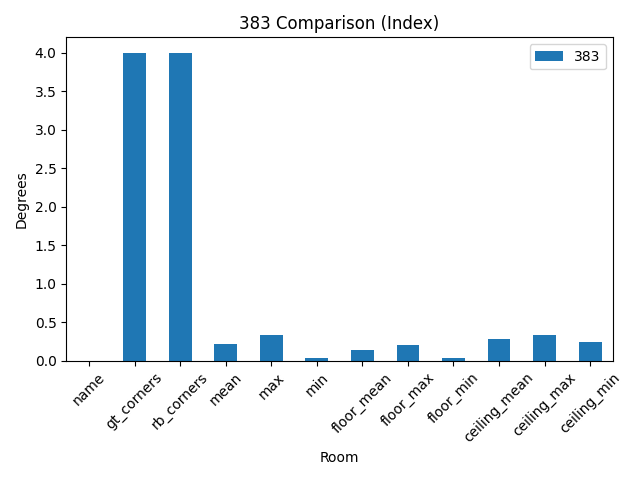 383 Comparison (Index)
383
Degrees
4.0
3.5
3.0
2.5
2.0
1.5
1.0
0.5
0.0
name
gt_corners
rb_corners
mean
max
min
floor_mean
floor_max
floor_min
ceiling_mean
ceiling_max
ceiling_min
Room